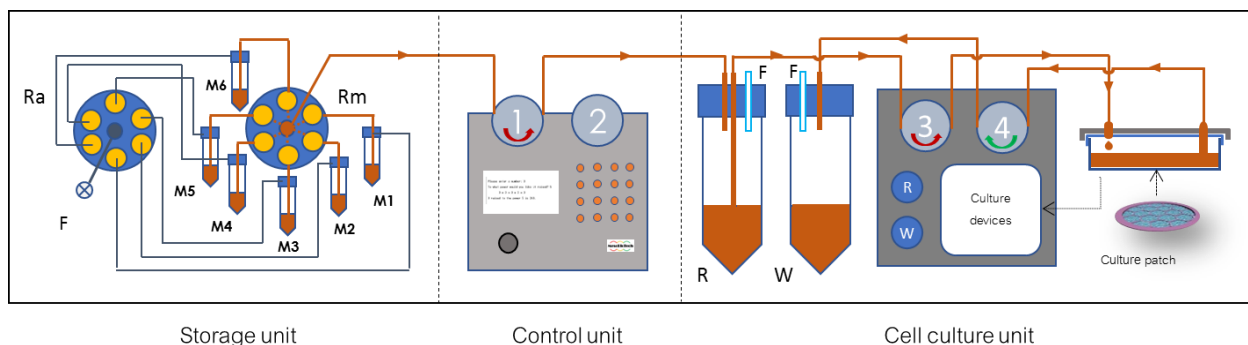 Ra
M6
Rm
M5
M4
M3
M2
M1
F
1
2
F
F
R
W
3
4
R
W
Culture
devices
Culture patch
Storage unit
Control unit
Cell culture unit